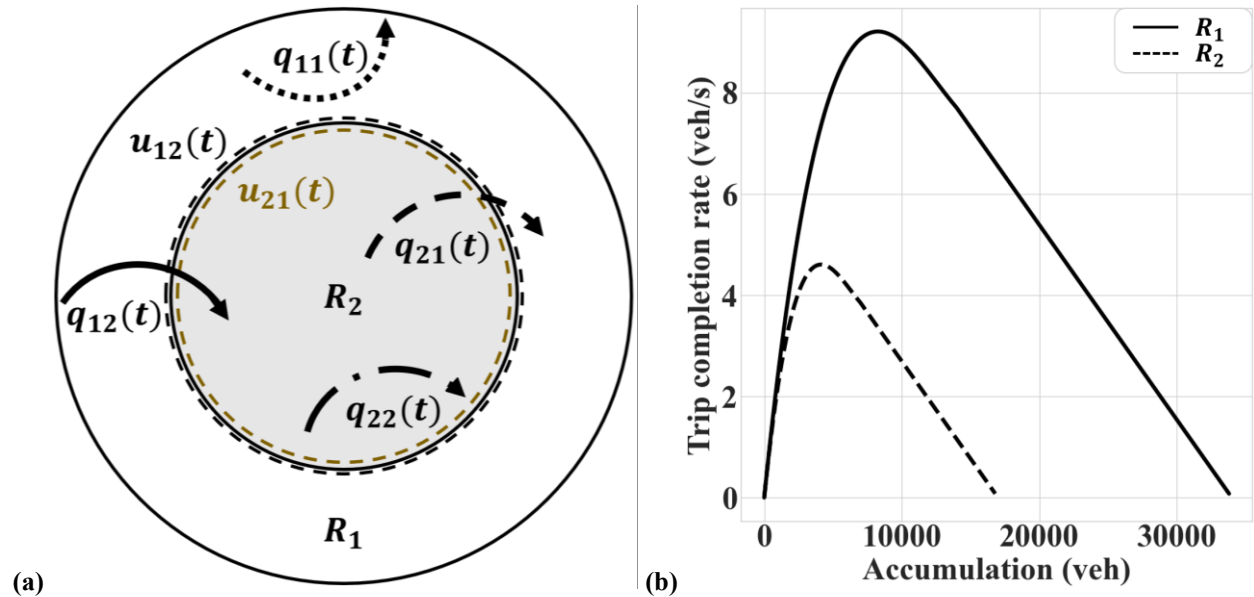 q₁₁(t)
u₁₂(t)
u₂₁(t)
q₂₁(t)
R₂
q₁₂(t)
q₂₂(t)
R₁
(a)
R₁
R₂
Trip completion rate (veh/s)
8
6
4
2
0
0 10000 20000 30000
Accumulation (veh)
(b)